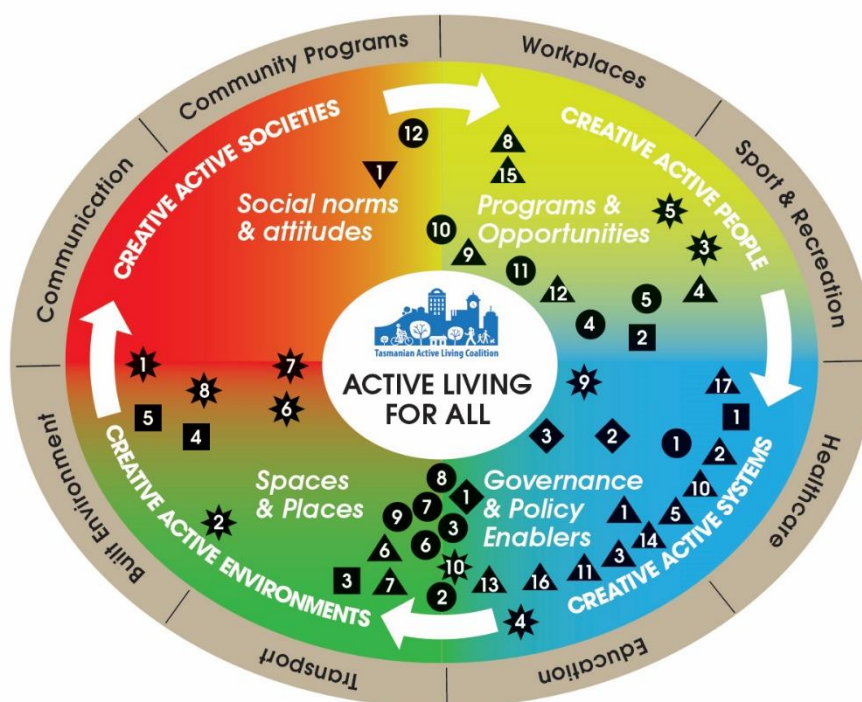 Community Programs
Workplaces
Sport & Recreation
Healthcare
Education
Transport
Built Environment
Communication
CREATIVE ACTIVE SOCIETIES
CREATIVE ACTIVE PEOPLE
CREATIVE ACTIVE SYSTEMS
CREATIVE ACTIVE ENVIRONMENTS
12
1
Social norms
& attitudes
8
15
5
3
Programs &
Opportunities
10
9
11
12
4
5
4
2
Tasmanian Active Living Coalition
ACTIVE LIVING
FOR ALL
1
8
7
6
5
4
2
9
17
1
3
2
1
2
10
5
1
14
3
11
16
13
4
Spaces
& Places
Governance
& Policy
Enablers
8
1
7
9
3
6
6
10
3
7
2